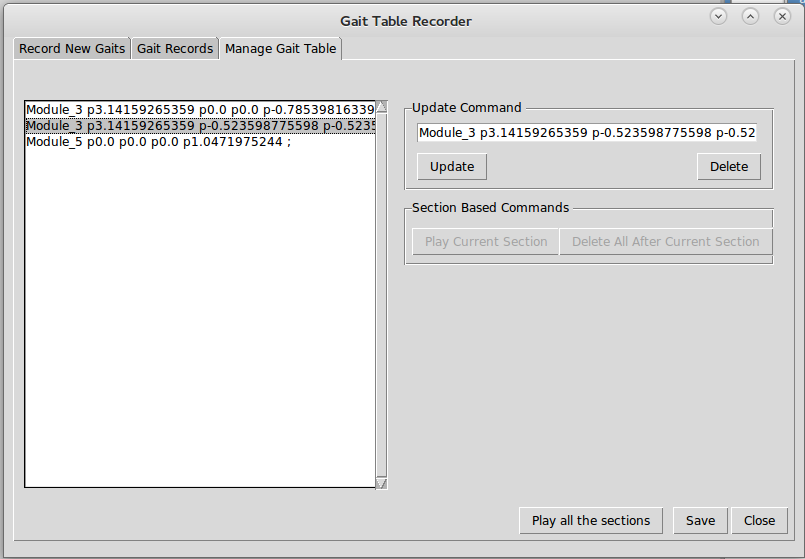 Gait Table Recorder
Record New Gaits Gait Records Manage Gait Table
Module_3 p3.14159265359 p0.0 p0.0 p-0.78539816339
Module_3 p3.14159265359 p-0.523598775598 p-0.5235
Module_5 p0.0 p0.0 p0.0 p1.0471975244 ;
Update Command
Module_3 p3.14159265359 p-0.523598775598 p-0.52
Update Delete
Section Based Commands
Play Current Section Delete All After Current Section
Play all the sections Save Close